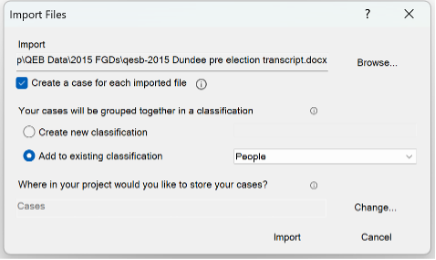 Import Files
Import
p\QEB Data\2015 FGDs\qesb-2015 Dundee pre election transcript.docx
Browse...
Create a case for each imported file
Your cases will be grouped together in a classification
Create new classification
Add to existing classification
People
Where in your project would you like to store your cases?
Cases
Change...
Import
Cancel